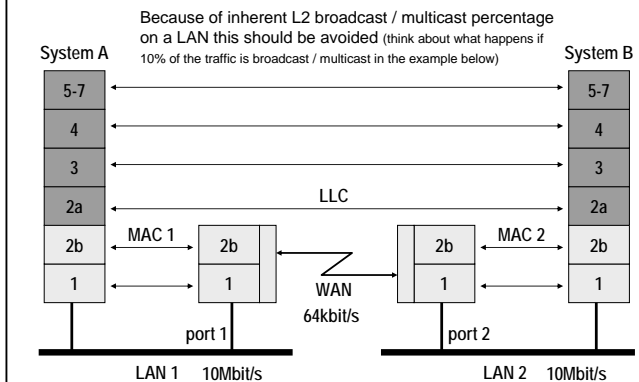 Because of inherent L2 broadcast / multicast percentage
on a LAN this should be avoided (think about what happens if
10% of the traffic is broadcast / multicast in the example below)
System A
System B
5-7
5-7
4
4
3
3
LLC
2a
2a
2b
MAC 1
2b
2b
MAC 2
2b
1
1
WAN
1
1
64kbit/s
port 1
port 2
LAN 1 10Mbit/s
LAN 2 10Mbit/s